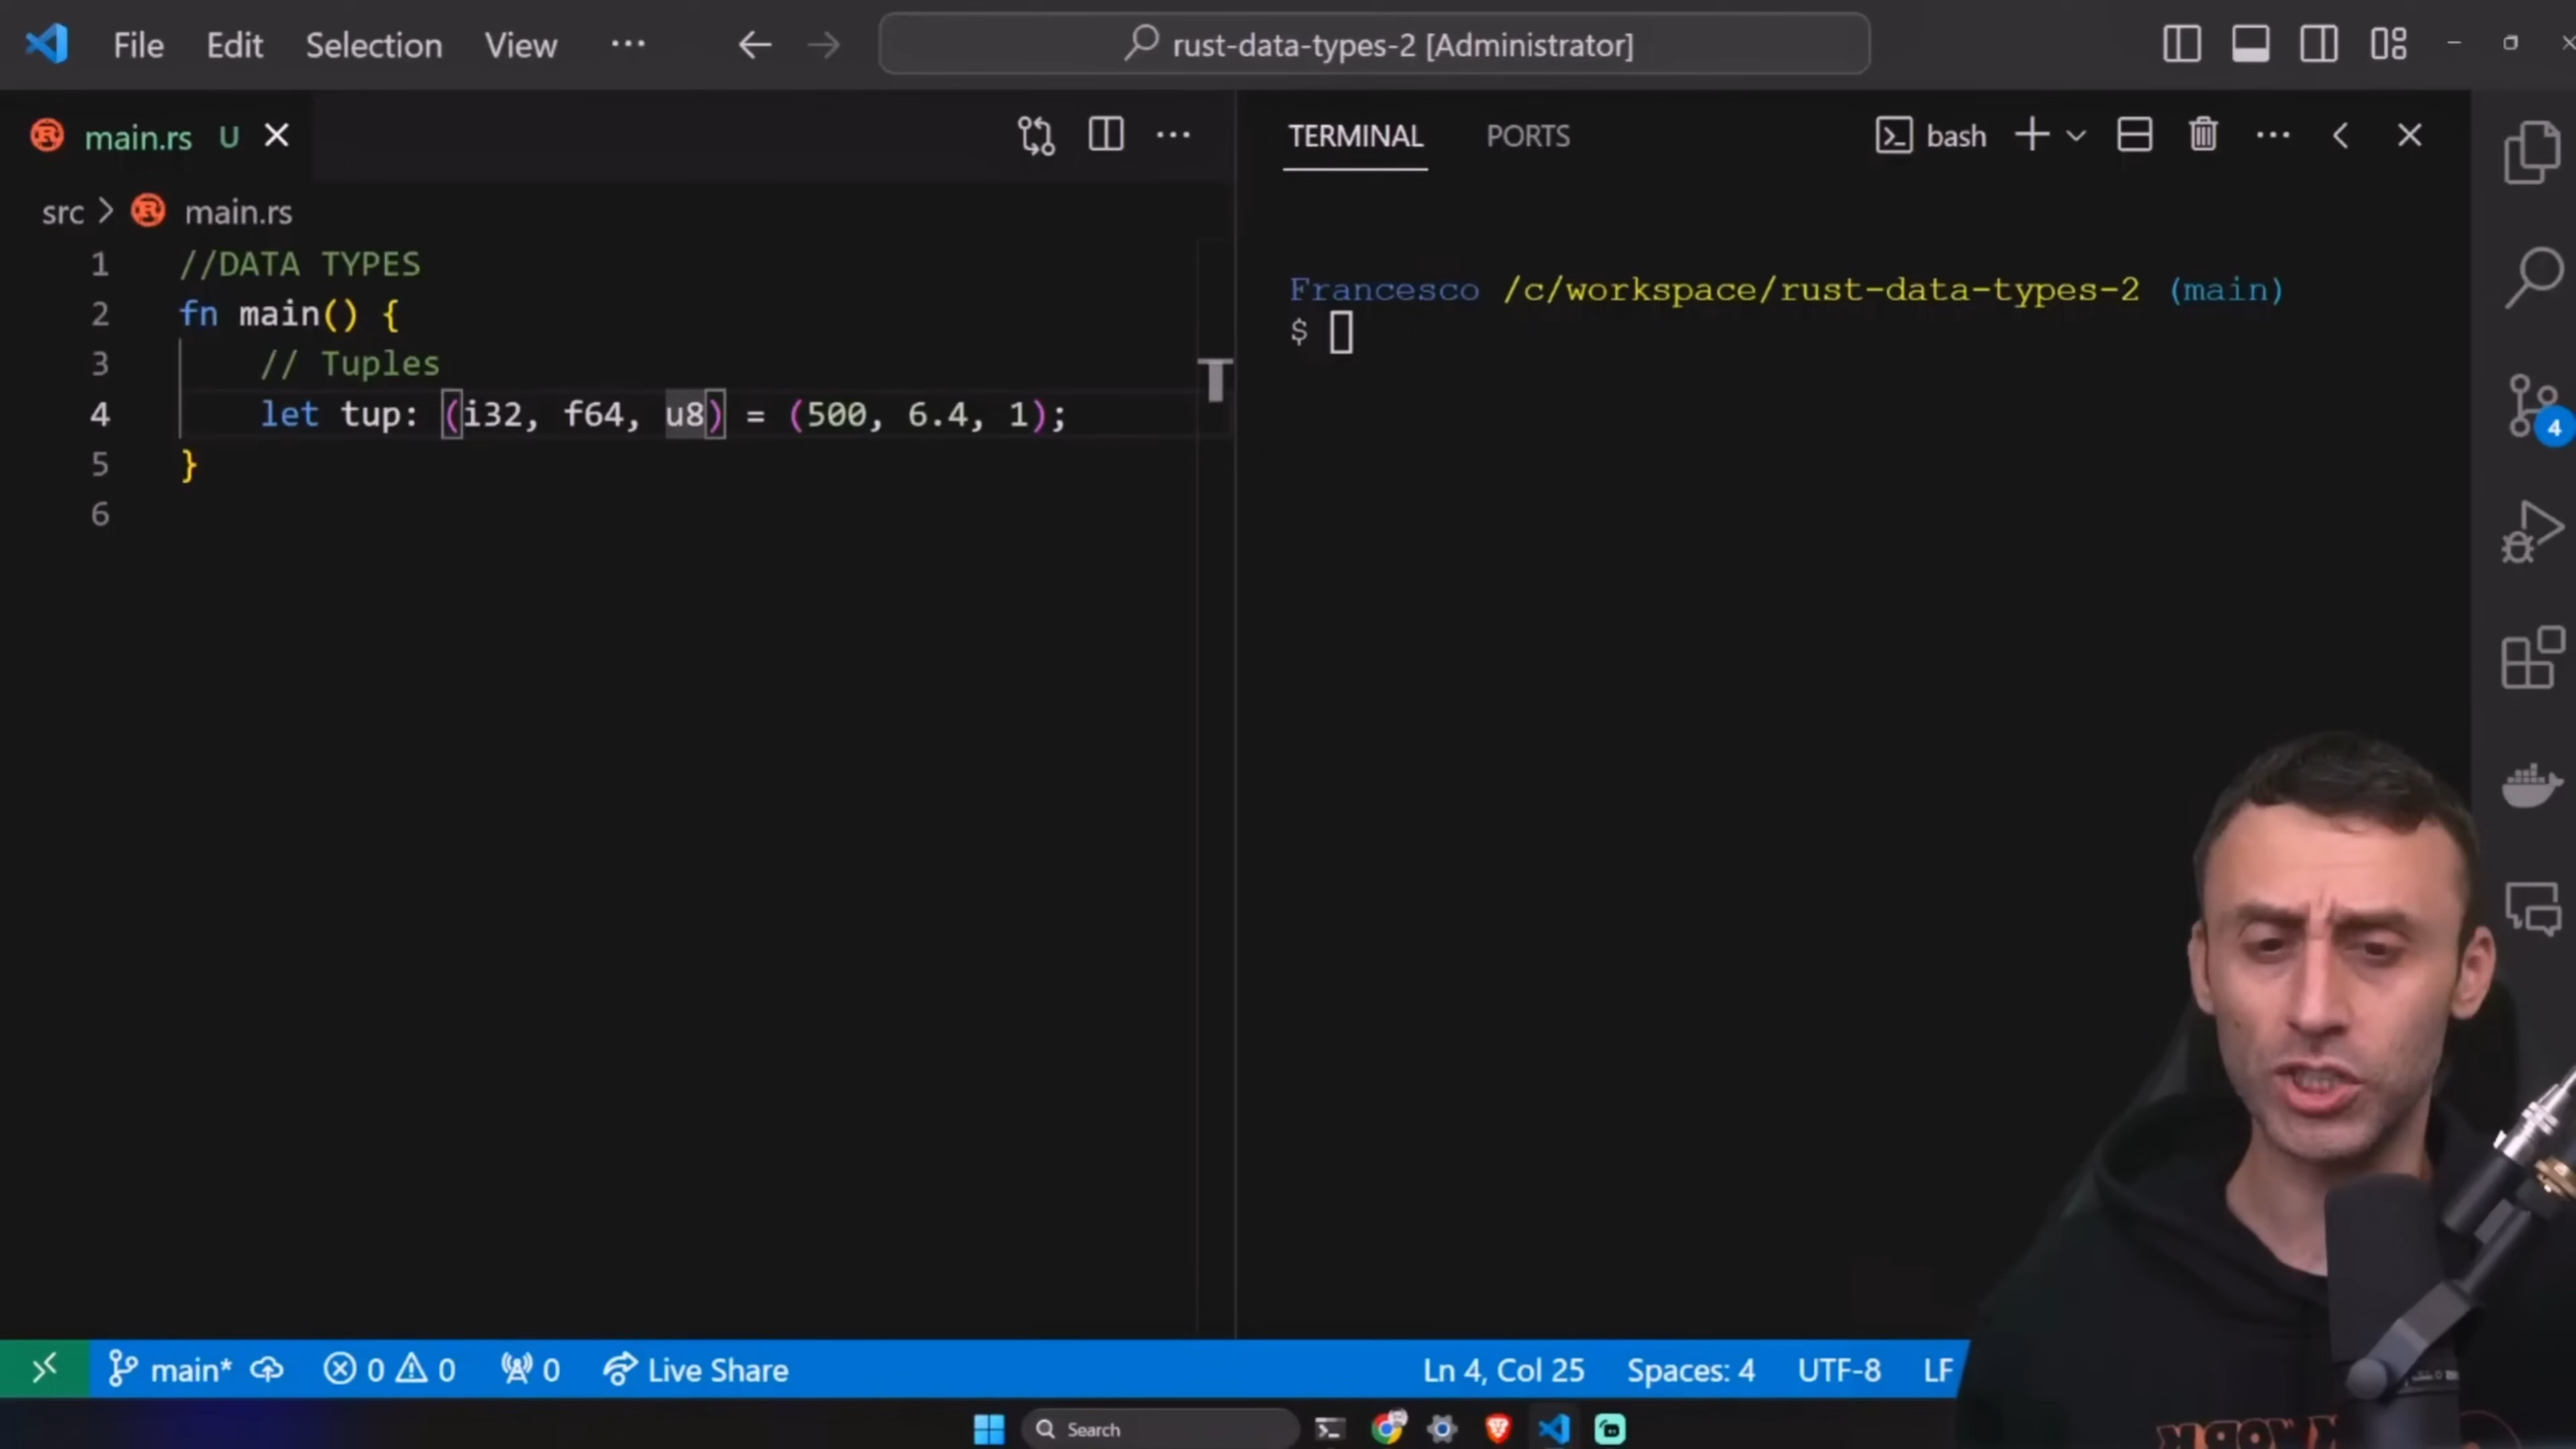 File Edit Selection View ··· rust-data-types-2 [Administrator]
main.rs U
TERMINAL PORTS bash
src > main.rs
1 //DATA TYPES
2 fn main() {
3 // Tuples
4 let tup: (i32, f64, u8) = (500, 6.4, 1);
5 }
6
Francesco /c/workspace/rust-data-types-2 (main)
$
4
main* 0 0 0 Live Share Ln 4, Col 25 Spaces: 4 UTF-8 LF
Search